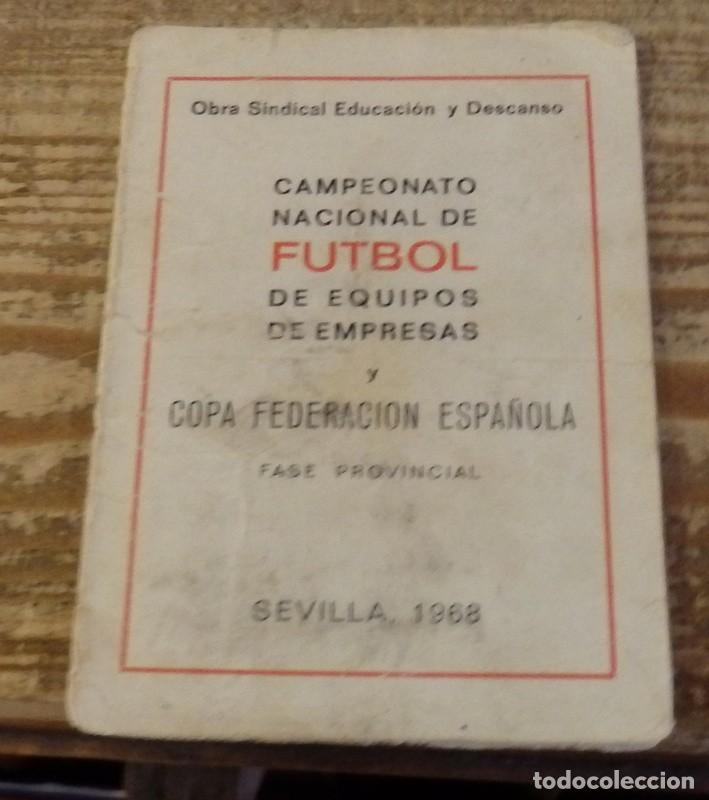 Obra Sindical Educación y Descanso
CAMPEONATO
NACIONAL DE
FUTBOL
DE EQUIPOS
DE EMPRESAS
y
COPA FEDERACION ESPAÑOLA
FASE PROVINCIAL
SEVILLA, 1968
todocoleccion